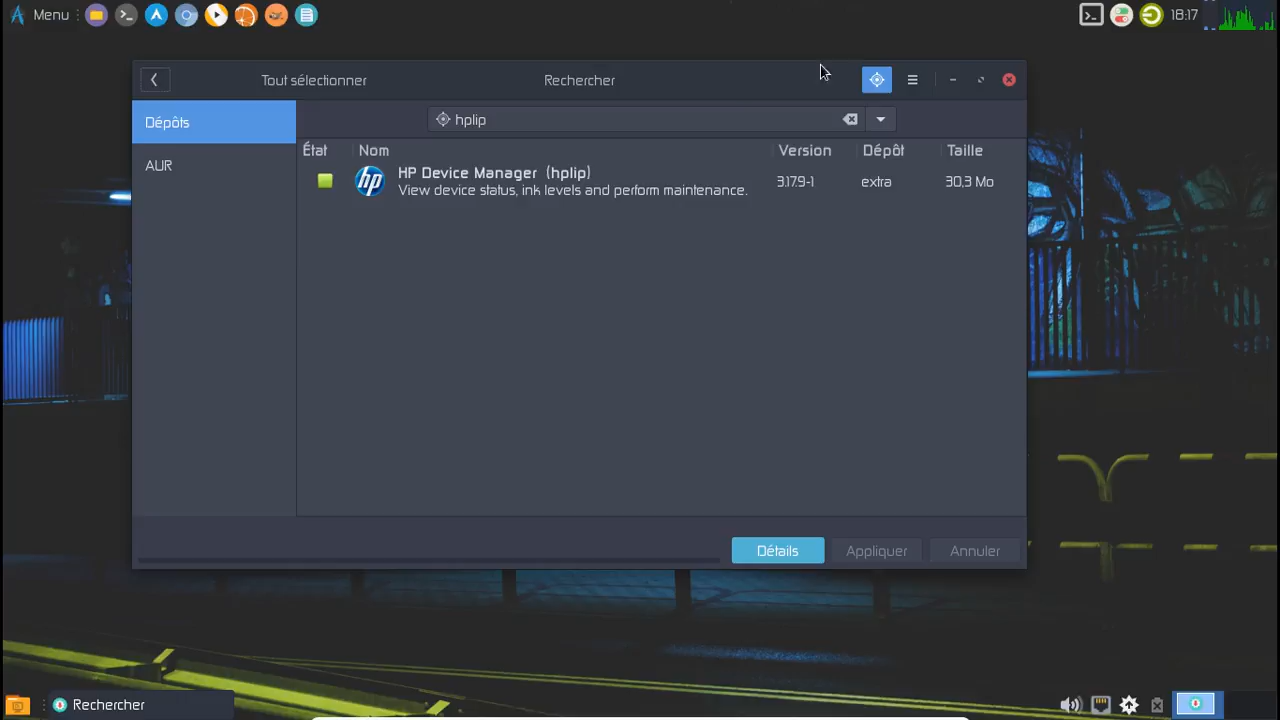 Menu
18:17
Tout sélectionner
Rechercher
Dépôts
AUR
hplip
État
Nom
Version
Dépôt
Taille
hp
HP Device Manager (hplip)
View device status, ink levels and perform maintenance.
3.17.9-1
extra
30,3 Mo
Détails
Appliquer
Annuler
Rechercher